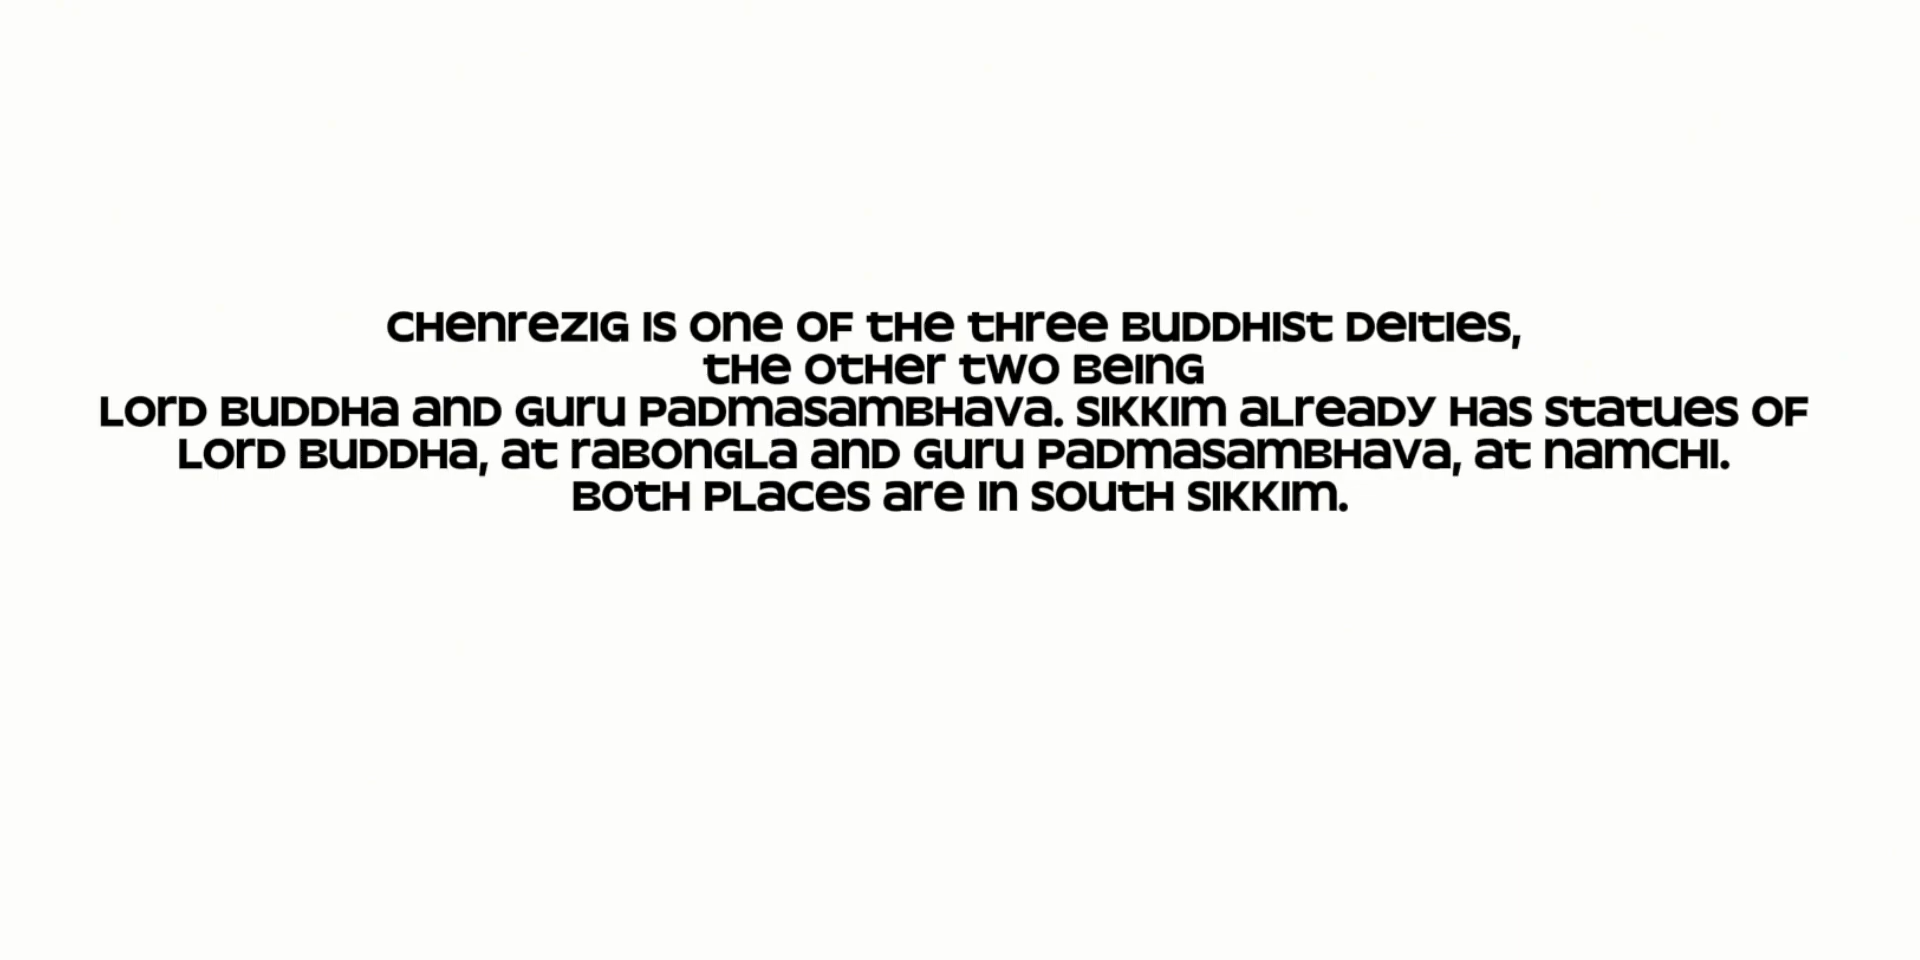 Chenrezig is one of the three Buddhist deities,
the other two being
Lord Buddha and Guru Padmasambhava. Sikkim already has statues of
Lord Buddha, at Rabongla and Guru Padmasambhava, at Namchi.
Both places are in South Sikkim.